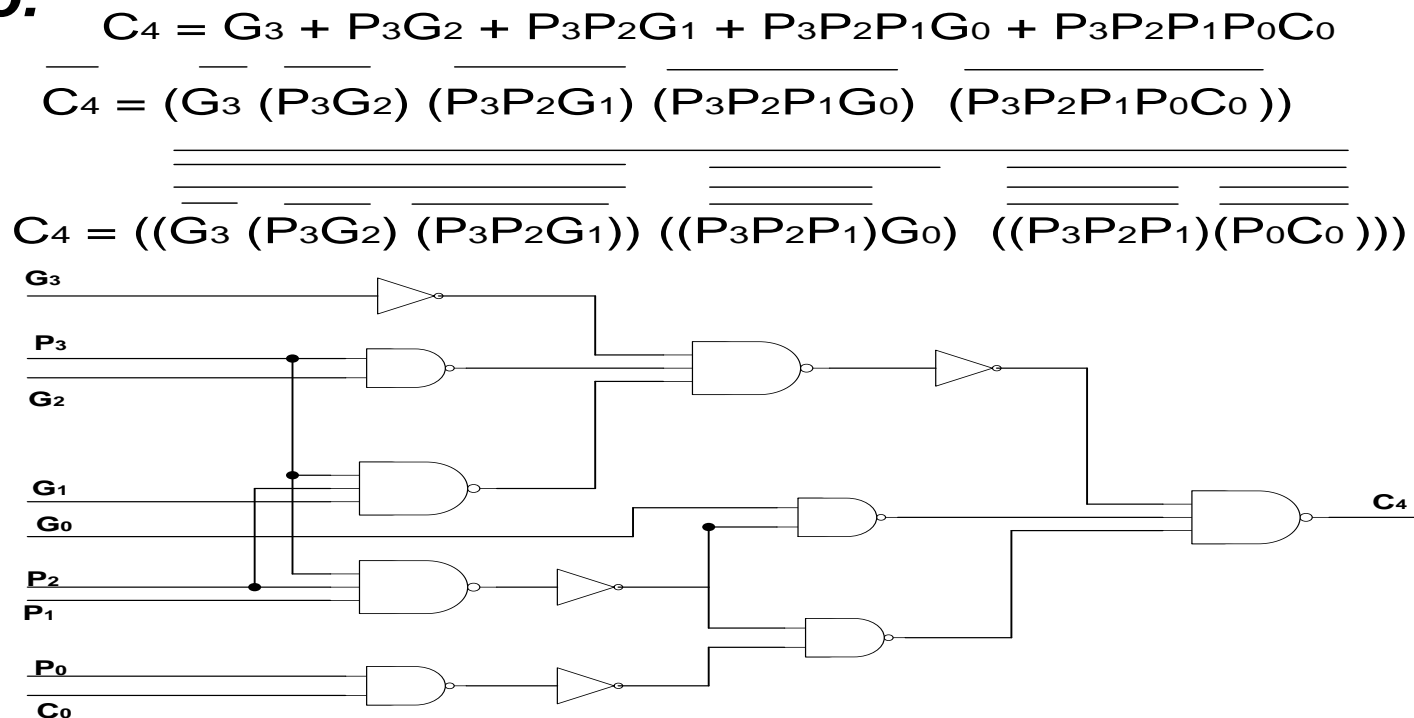 C4 = G3 + P3G2 + P3P2G1 + P3P2P1G0 + P3P2P1P0C0
C4 = (G3 (P3G2) (P3P2G1) (P3P2P1G0) (P3P2P1P0C0 ))
C4 = ((G3 (P3G2) (P3P2G1)) ((P3P2P1)G0) ((P3P2P1)(P0C0 )))
G3
P3
G2
G1
G0
C4
P2
P1
P0
C0